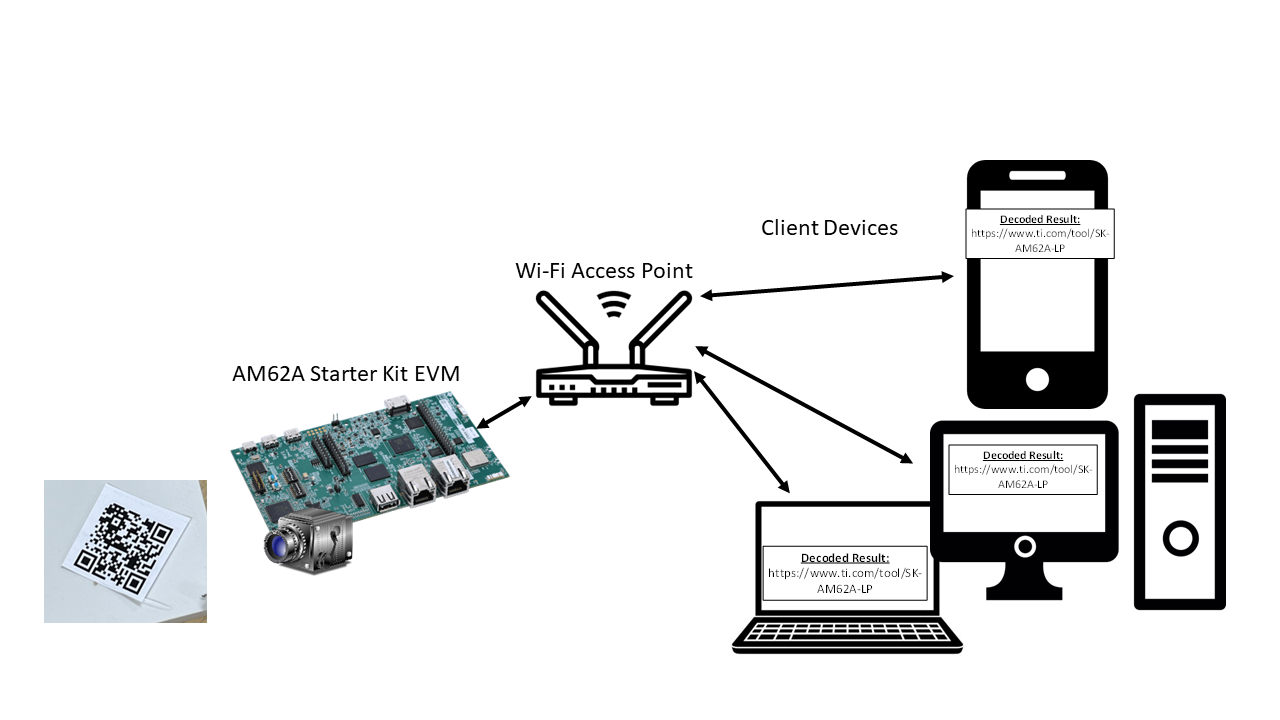 Client Devices
Decoded Result:
https://www.ti.com/tool/SK-
AM62A-LP
Wi-Fi Access Point
AM62A Starter Kit EVM
Decoded Result:
https://www.ti.com/tool/SK-
AM62A-LP
Decoded Result:
https://www.ti.com/tool/SK-
AM62A-LP